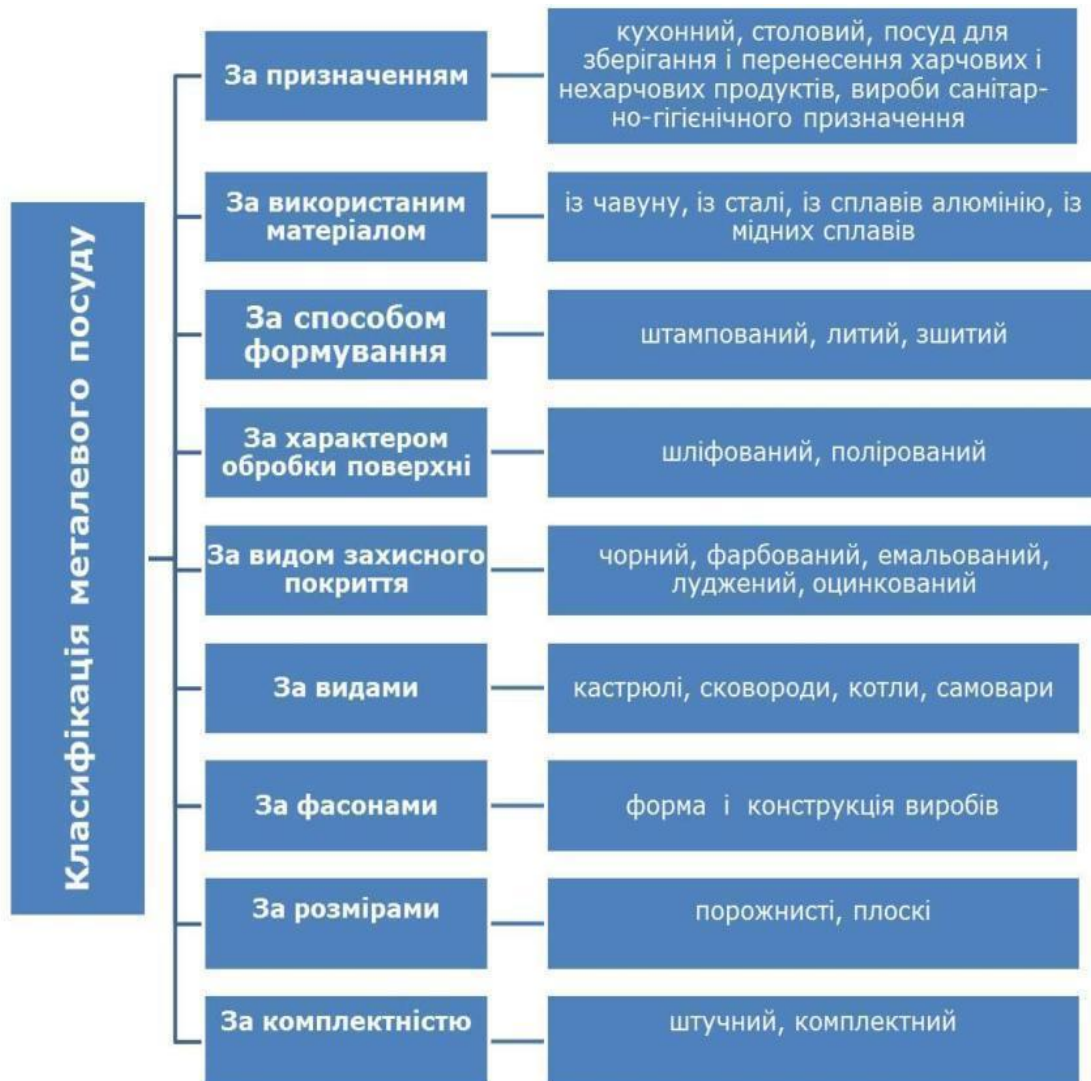 Класифікація металевого посуду
За призначенням
кухонний, столовий, посуд для
зберігання і перенесення харчових і
нехарчових продуктів, вироби санітар-
но-гігієнічного призначення
За використаним
матеріалом
із чавуну, із сталі, із сплавів алюмінію, із
мідних сплавів
За способом
формування
штампований, литий, зшитий
За характером
обробки поверхні
шліфований, полірований
За видом захисного
покриття
чорний, фарбований, емальований,
луджений, оцинкований
За видами
кастрюлі, сковороди, котли, самовари
За фасонами
форма і конструкція виробів
За розмірами
порожнисті, плоскі
За комплектністю
штучний, комплектний